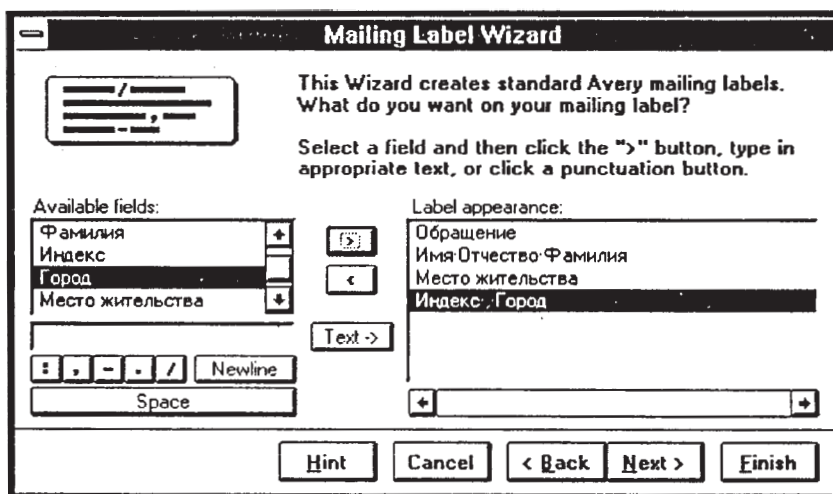 Mailing Label Wizard
This Wizard creates standard Avery mailing labels.
What do you want on your mailing label?
Select a field and then click the ">" button, type in
appropriate text, or click a punctuation button.
Available fields:
Фамилия
Индекс
Город
Место жительства
>
<
Text ->
: , - . / Newline
Space
Label appearance:
Обращение
Имя·Отчество·Фамилия
Место жительства
Индекс·,·Город
Hint Cancel < Back Next > Finish